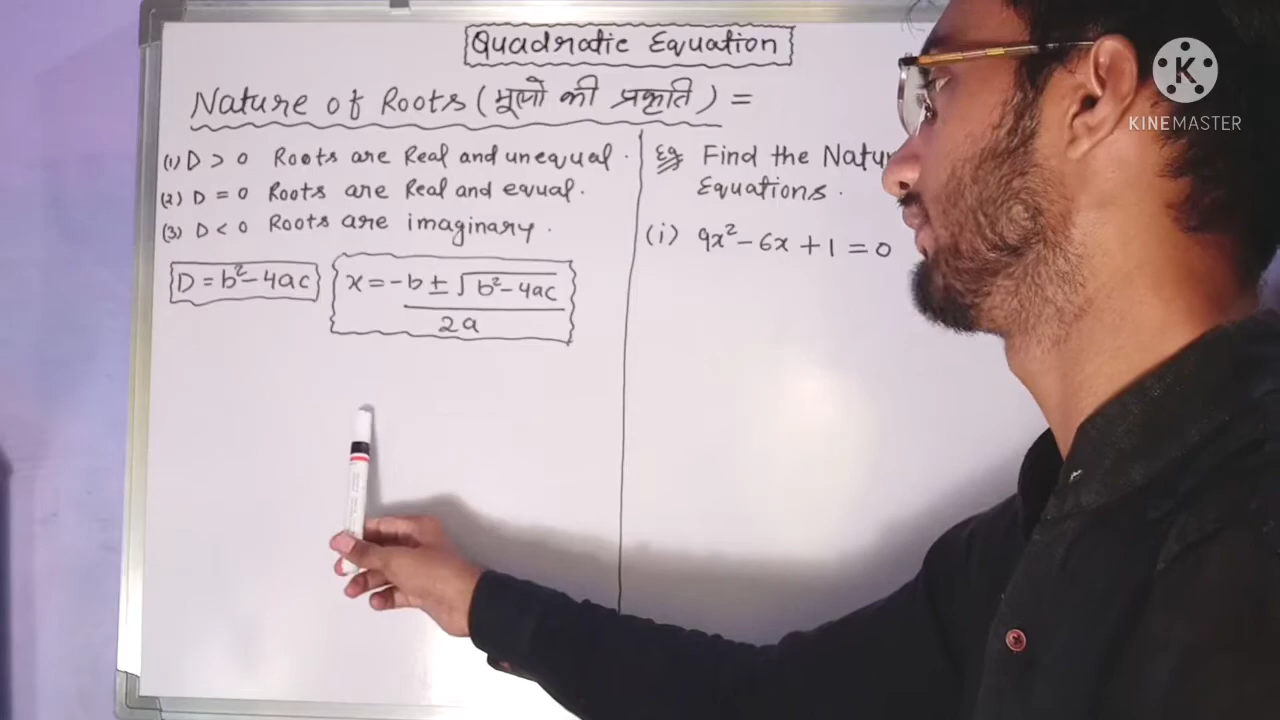 Quadratic Equation
Nature of Roots (मूलो की प्रकृति) =
(1) D > 0 Roots are Real and unequal.
(2) D = 0 Roots are Real and equal.
(3) D < 0 Roots are imaginary.
D = b² - 4ac
x = -b ± √b² - 4ac
2a
Eg Find the
Equations.
(i) 9x² - 6x + 1 = 0
K
KINEMASTER